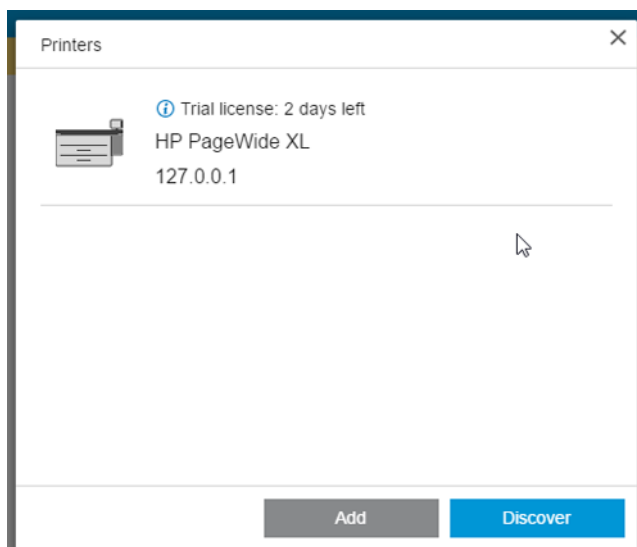 Printers
Trial license: 2 days left
HP PageWide XL
127.0.0.1
Add
Discover